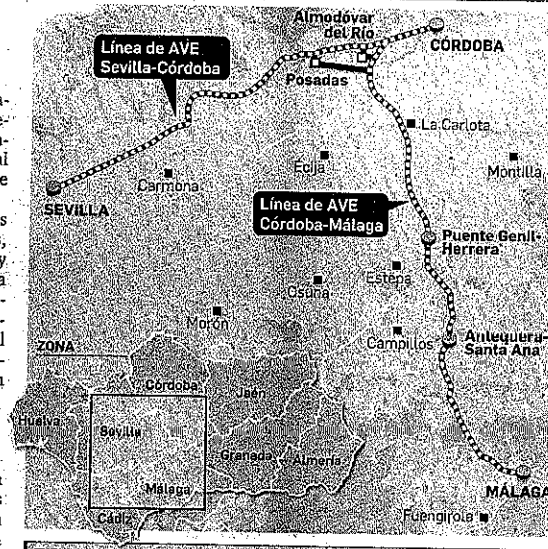 Almodóvar
del Río
CÓRDOBA
Línea de AVE
Sevilla-Córdoba
Posadas
La Carlota
Écija
Montilla
Carmona
SEVILLA
Línea de AVE
Córdoba-Málaga
Puente Genil-
Herrera
Estepa
Osuna
Morón
Campillos
Antequera-
Santa Ana
ZONA
Córdoba
Jaén
Huelva
Sevilla
Granada
Almería
Málaga
Cádiz
MÁLAGA
Fuengirola